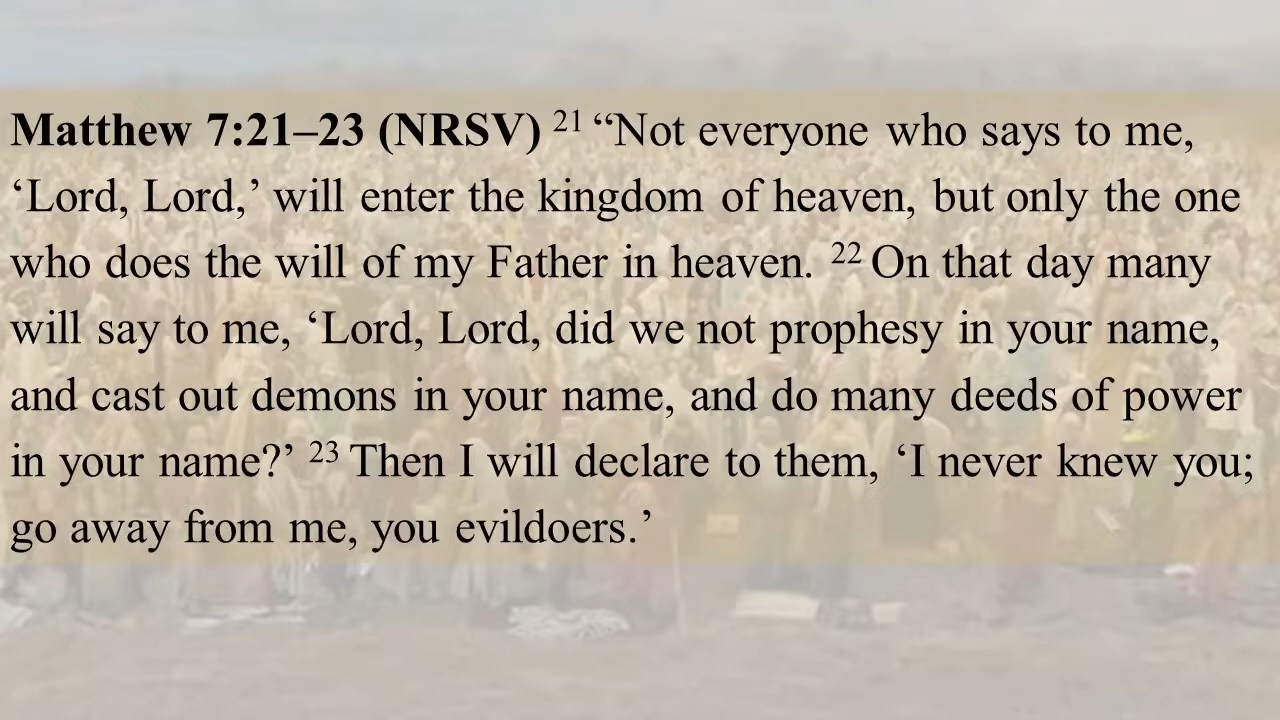 Matthew 7:21–23 (NRSV) 21 “Not everyone who says to me,
‘Lord, Lord,’ will enter the kingdom of heaven, but only the one
who does the will of my Father in heaven. 22 On that day many
will say to me, ‘Lord, Lord, did we not prophesy in your name,
and cast out demons in your name, and do many deeds of power
in your name?’ 23 Then I will declare to them, ‘I never knew you;
go away from me, you evildoers.’